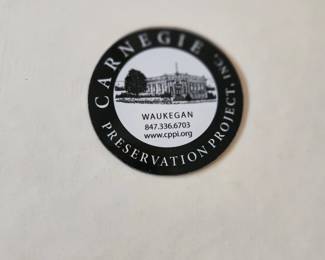 CARNEGIE
PRESERVATION PROJECT, INC.
WAUKEGAN
847.336.6703
www.cppi.org